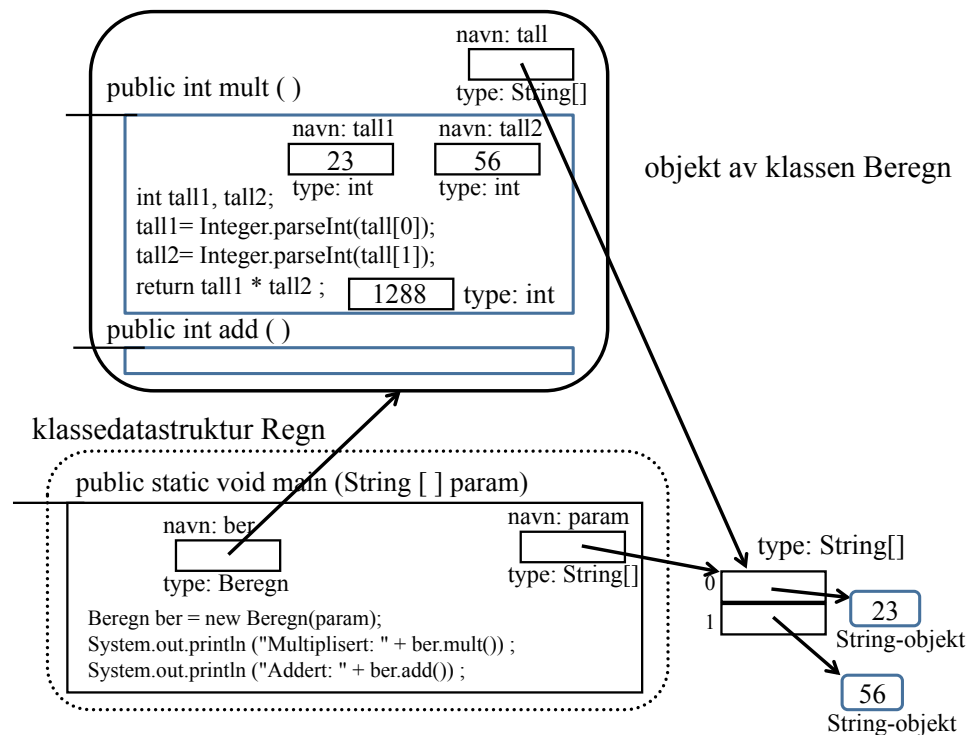 navn: tall
type: String[]
public int mult ( )
navn: tall1
23
type: int
navn: tall2
56
type: int
int tall1, tall2;
tall1= Integer.parseInt(tall[0]);
tall2= Integer.parseInt(tall[1]);
return tall1 * tall2 ;
1288
type: int
public int add ( )
objekt av klassen Beregn
klassedatastruktur Regn
public static void main (String [ ] param)
navn: ber
type: Beregn
navn: param
type: String[]
Beregn ber = new Beregn(param);
System.out.println ("Multiplisert: " + ber.mult()) ;
System.out.println ("Addert: " + ber.add()) ;
type: String[]
0
1
23
String-objekt
56
String-objekt